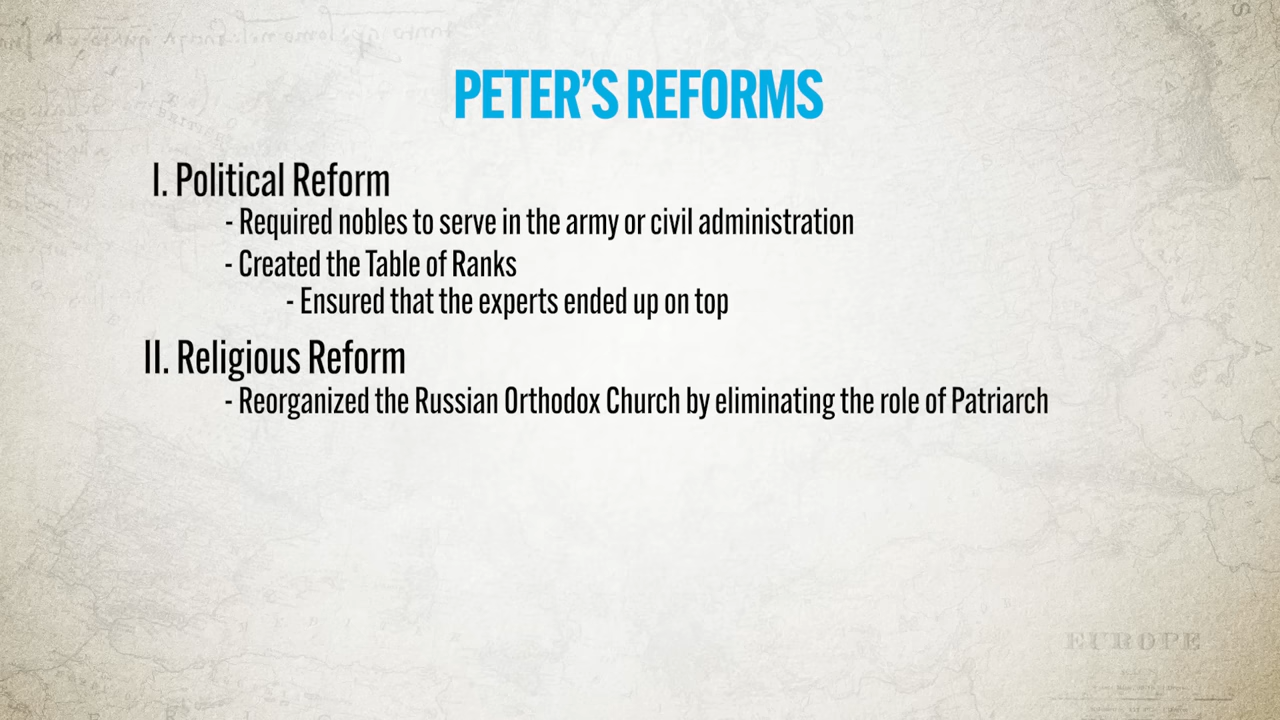 PETER'S REFORMS
I. Political Reform
- Required nobles to serve in the army or civil administration
- Created the Table of Ranks
- Ensured that the experts ended up on top
II. Religious Reform
- Reorganized the Russian Orthodox Church by eliminating the role of Patriarch
EUROPE